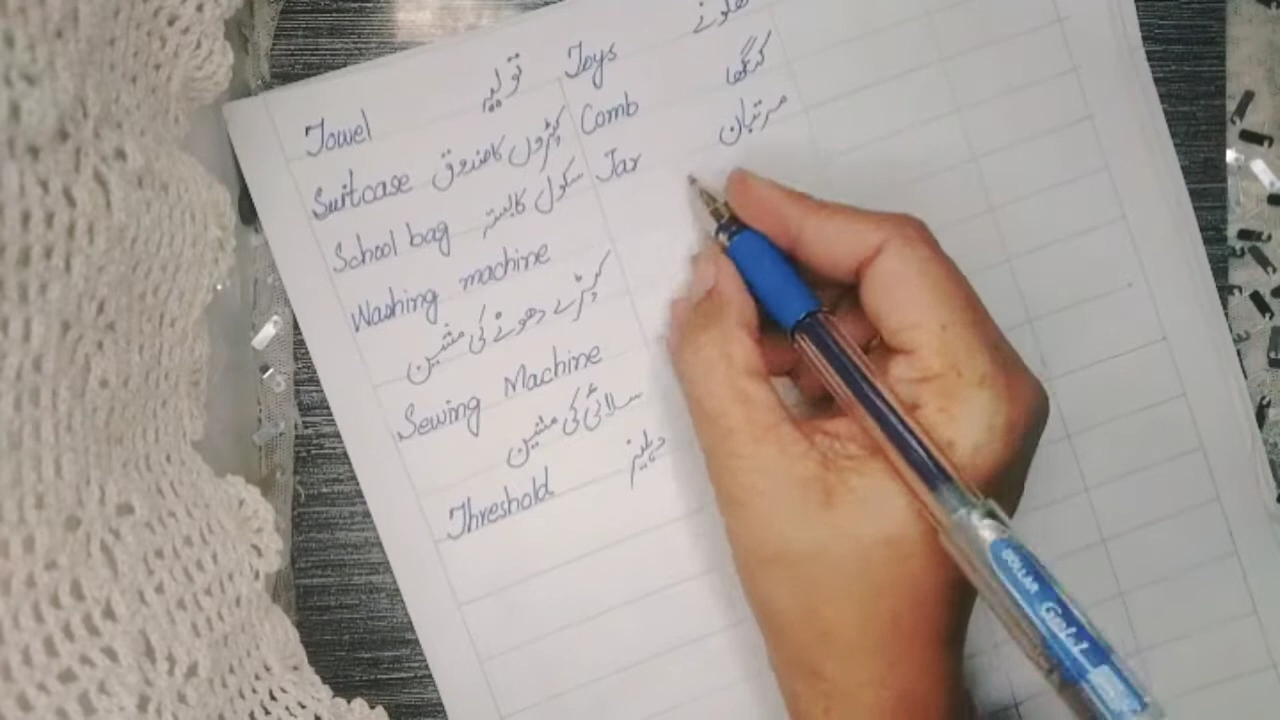 Towel تولیہ
Suitcase کپڑوں کا صندوق
School bag سکول کا بستہ
Washing machine
کپڑے دھونے کی مشین
Sewing Machine
سلائی کی مشین
Threshold دہلیز
Toys
Comb کنگھا
Jar مرتبان
DOLLAR